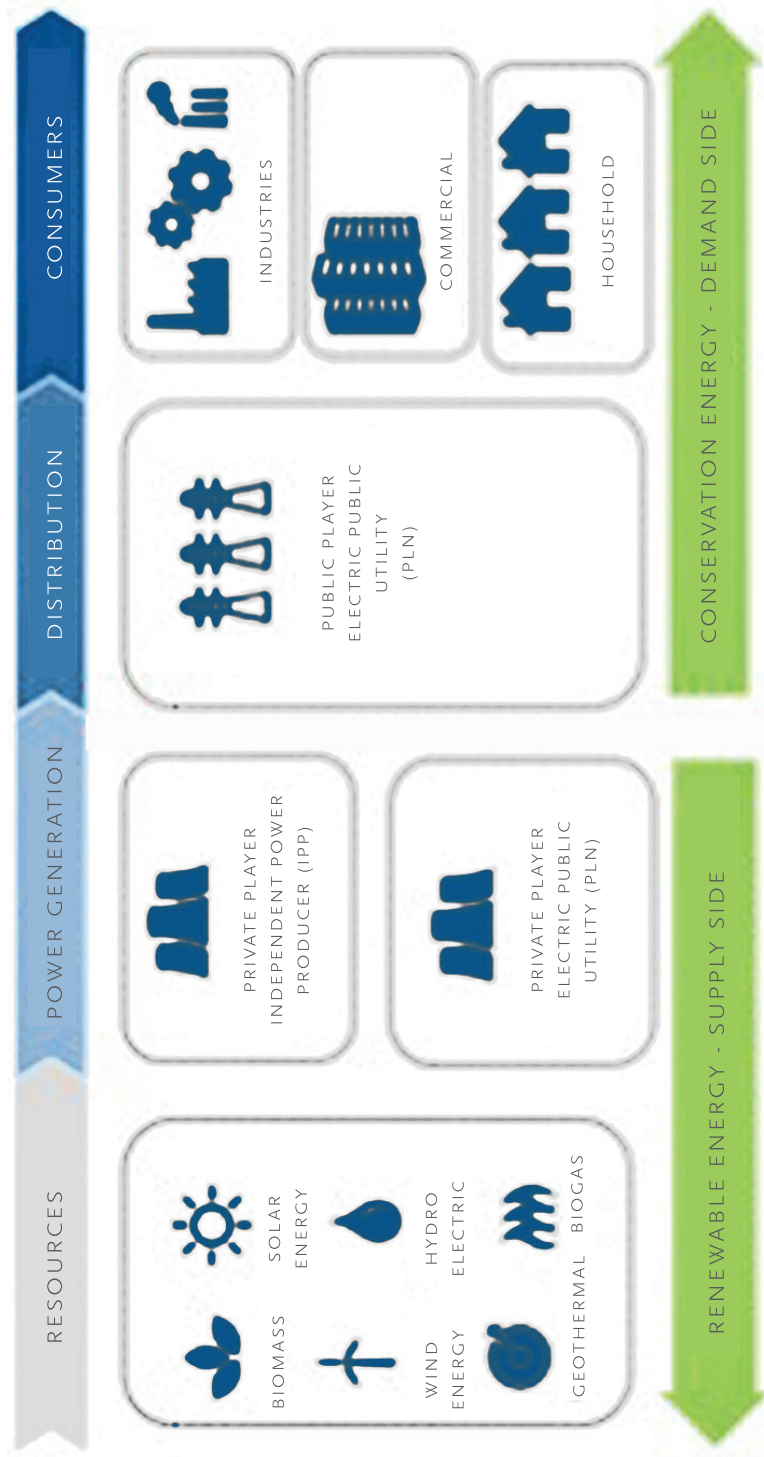 RESOURCES
POWER GENERATION
DISTRIBUTION
CONSUMERS
BIOMASS
SOLAR
ENERGY
WIND
ENERGY
HYDRO
ELECTRIC
GEOTHERMAL
BIOGAS
PRIVATE PLAYER
INDEPENDENT POWER
PRODUCER (IPP)
PRIVATE PLAYER
ELECTRIC PUBLIC
UTILITY (PLN)
PUBLIC PLAYER
ELECTRIC PUBLIC
UTILITY
(PLN)
INDUSTRIES
COMMERCIAL
HOUSEHOLD
RENEWABLE ENERGY - SUPPLY SIDE
CONSERVATION ENERGY - DEMAND SIDE